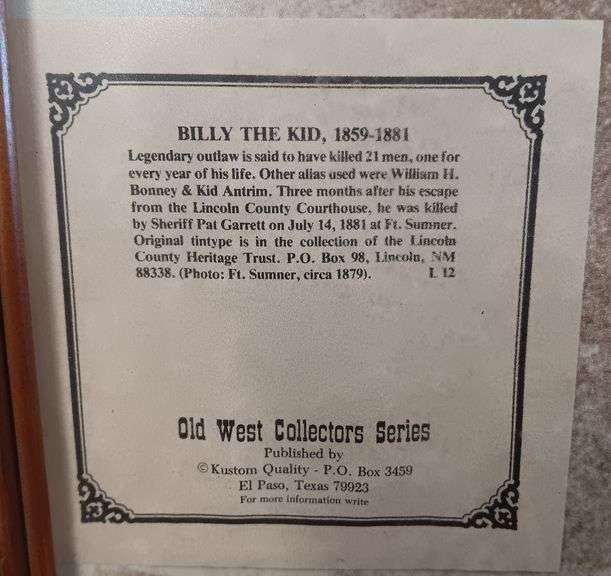 BILLY THE KID, 1859-1881
Legendary outlaw is said to have killed 21 men, one for
every year of his life. Other alias used were William H.
Bonney & Kid Antrim. Three months after his escape
from the Lincoln County Courthouse, he was killed
by Sheriff Pat Garrett on July 14, 1881 at Ft. Sumner.
Original tintype is in the collection of the Lincoln
County Heritage Trust. P.O. Box 98, Lincoln, NM
88338. (Photo: Ft. Sumner, circa 1879). L 12
Old West Collectors Series
Published by
©Kustom Quality - P.O. Box 3459
El Paso, Texas 79923
For more information write